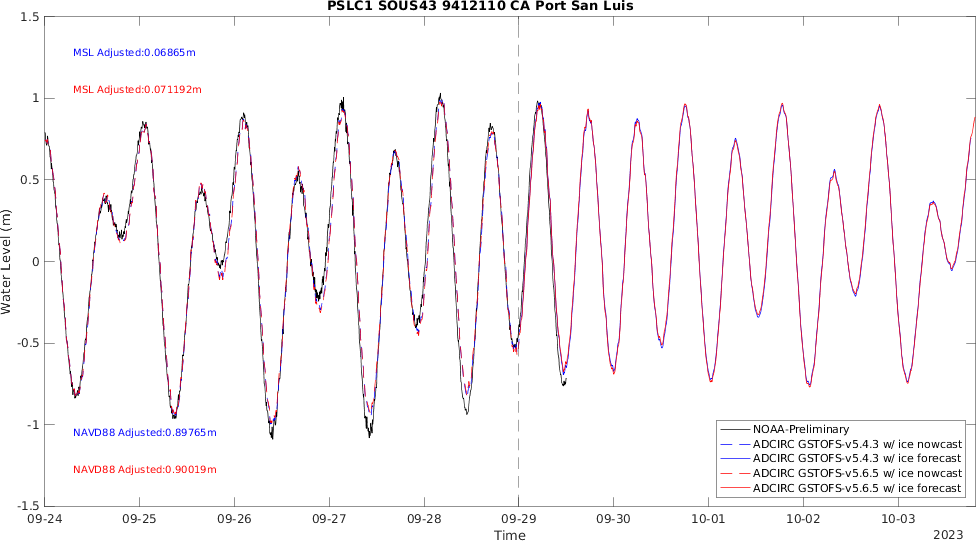 PSLC1 SOUS43 9412110 CA Port San Luis
1.5
1
0.5
0
-0.5
-1
-1.5
Water Level (m)
MSL Adjusted:0.06865m
MSL Adjusted:0.071192m
NAVD88 Adjusted:0.89765m
NAVD88 Adjusted:0.90019m
NOAA-Preliminary
ADCIRC GSTOFS-v5.4.3 w/ ice nowcast
ADCIRC GSTOFS-v5.4.3 w/ ice forecast
ADCIRC GSTOFS-v5.6.5 w/ ice nowcast
ADCIRC GSTOFS-v5.6.5 w/ ice forecast
09-24 09-25 09-26 09-27 09-28 09-29 09-30 10-01 10-02 10-03
Time
2023